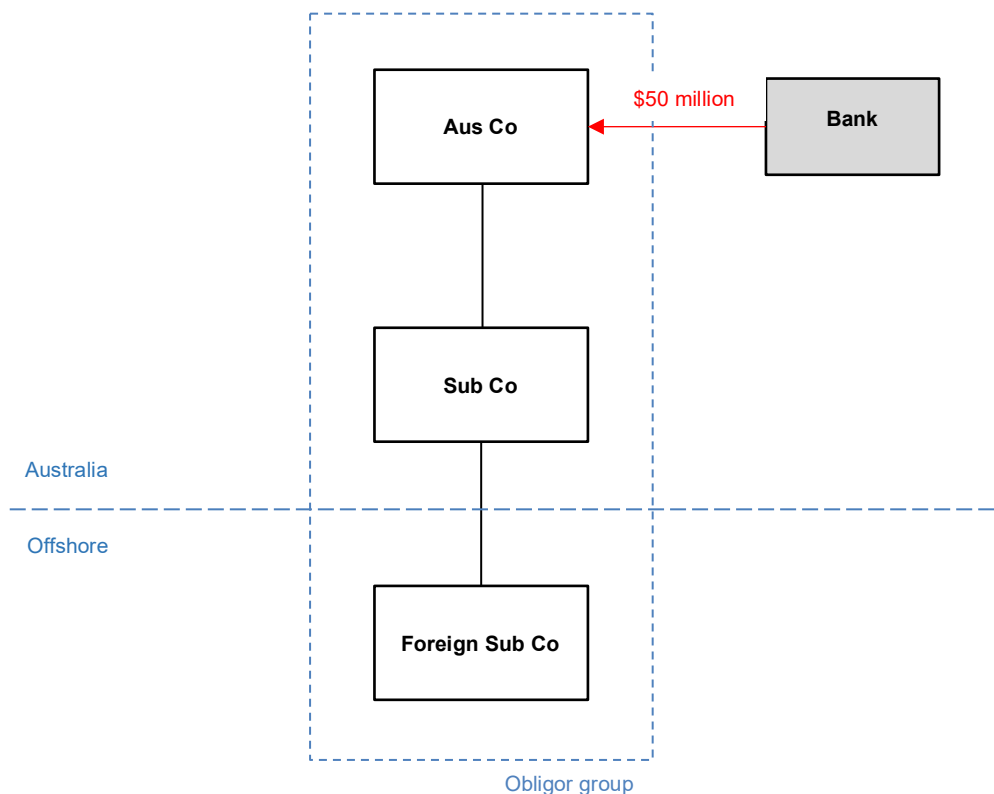 $50 million
Bank
Aus Co
Sub Co
Australia
Offshore
Foreign Sub Co
Obligor group